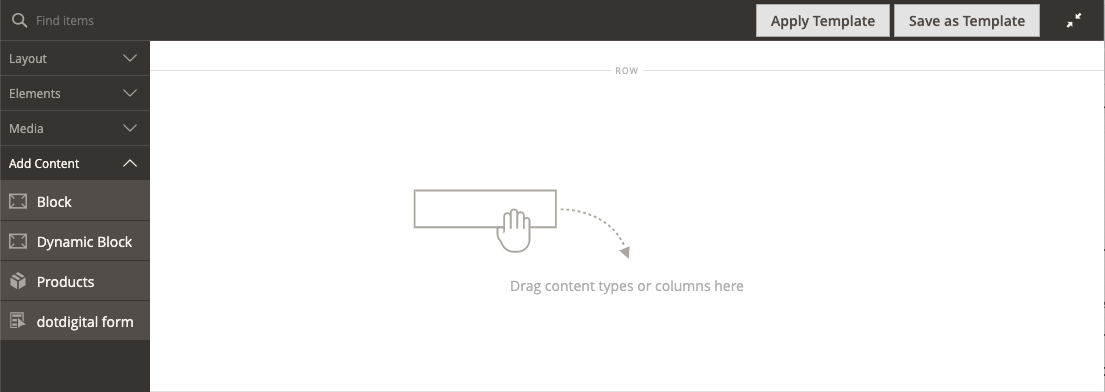 Find items
Apply Template
Save as Template
Layout
Elements
Media
Add Content
Block
Dynamic Block
Products
dotdigital form
ROW
Drag content types or columns here